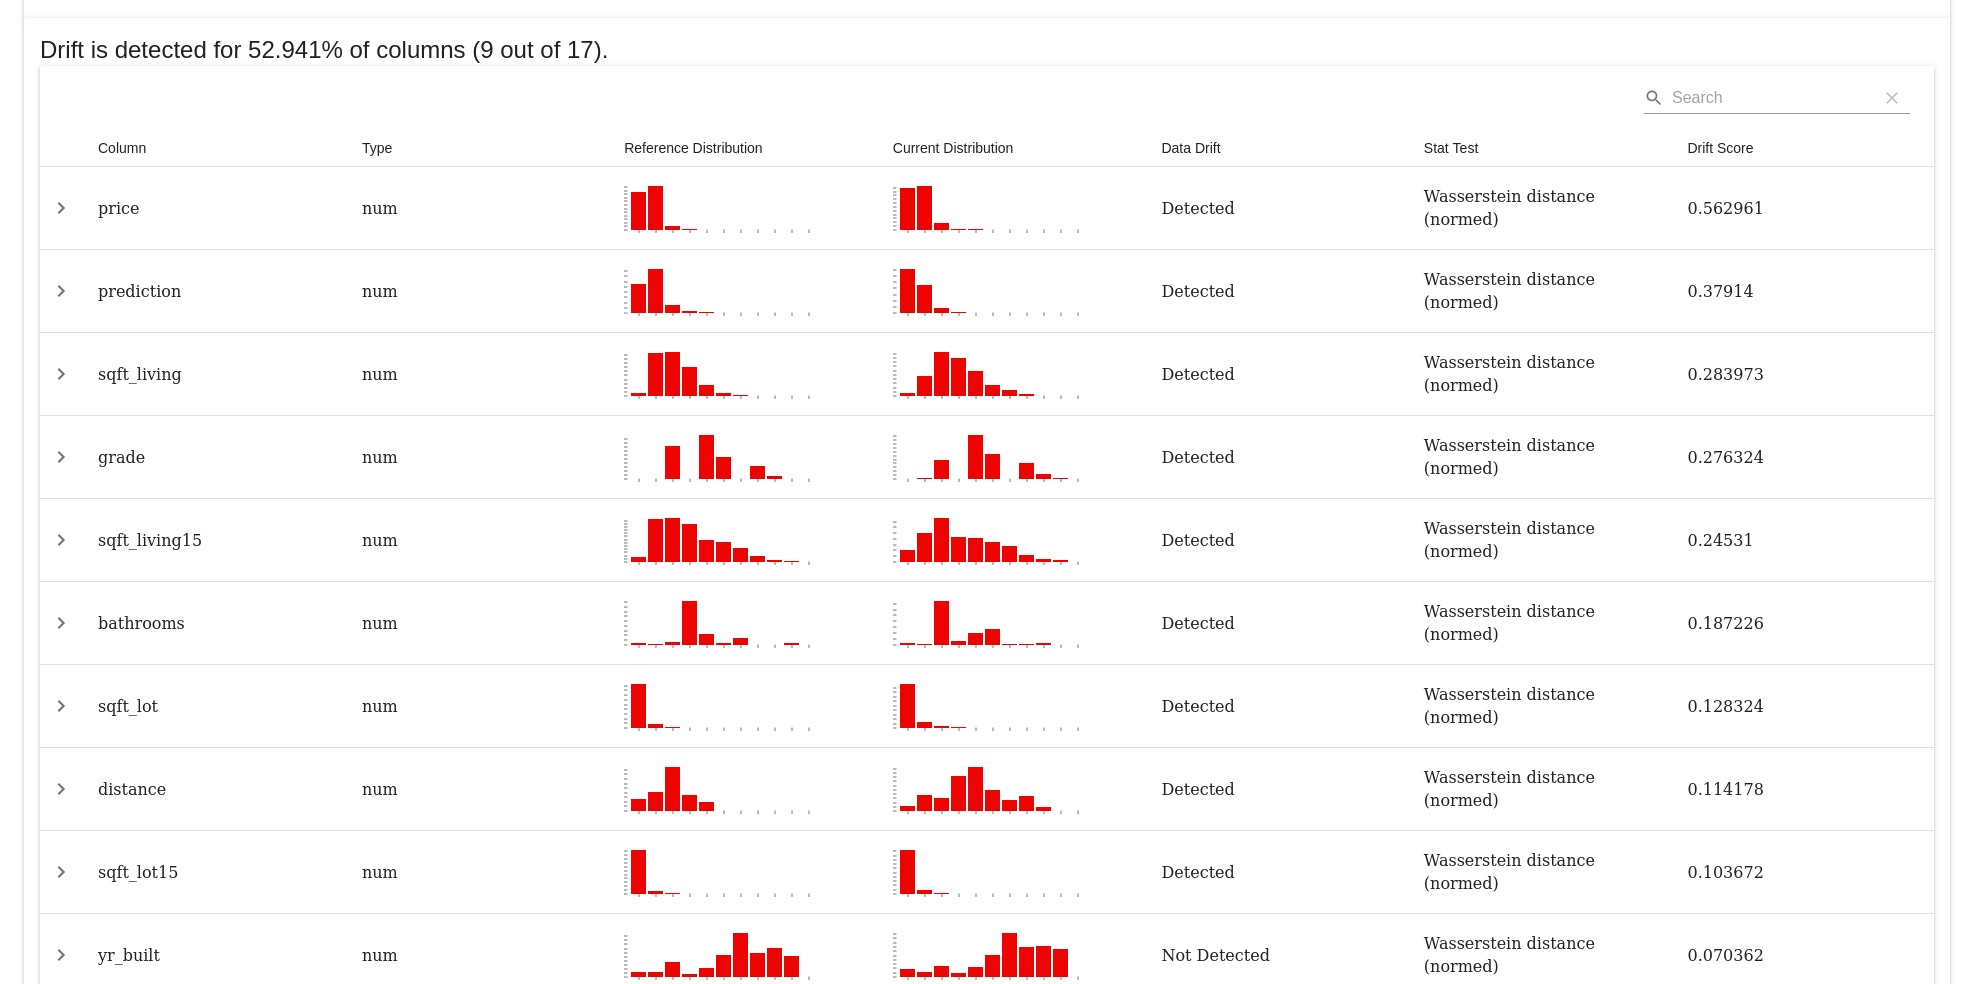 Drift is detected for 52.941% of columns (9 out of 17).
Search
Column Type Reference Distribution Current Distribution Data Drift Stat Test Drift Score
price num Detected Wasserstein distance (normed) 0.562961
prediction num Detected Wasserstein distance (normed) 0.37914
sqft_living num Detected Wasserstein distance (normed) 0.283973
grade num Detected Wasserstein distance (normed) 0.276324
sqft_living15 num Detected Wasserstein distance (normed) 0.24531
bathrooms num Detected Wasserstein distance (normed) 0.187226
sqft_lot num Detected Wasserstein distance (normed) 0.128324
distance num Detected Wasserstein distance (normed) 0.114178
sqft_lot15 num Detected Wasserstein distance (normed) 0.103672
yr_built num Not Detected Wasserstein distance (normed) 0.070362